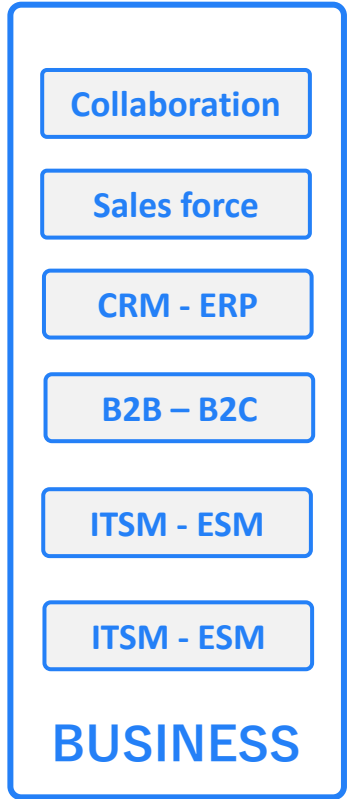 Collaboration
Sales force
CRM - ERP
B2B – B2C
ITSM - ESM
ITSM - ESM
BUSINESS